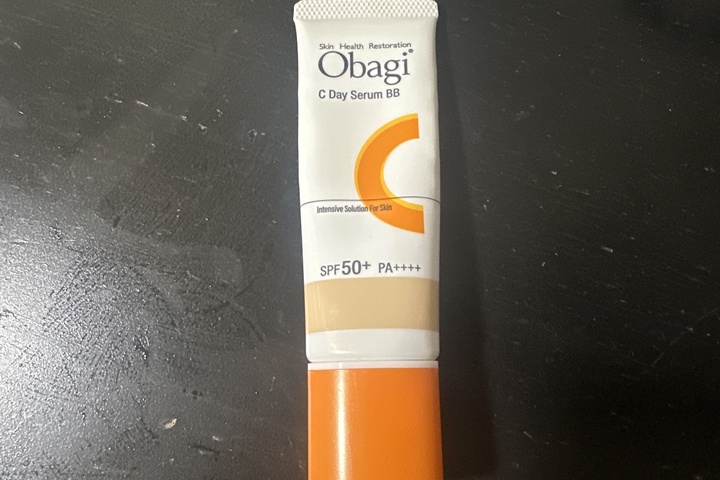 Skin Health Restoration
Obagi®
C Day Serum BB
C
Intensive Solution For Skin
SPF50+ PA++++